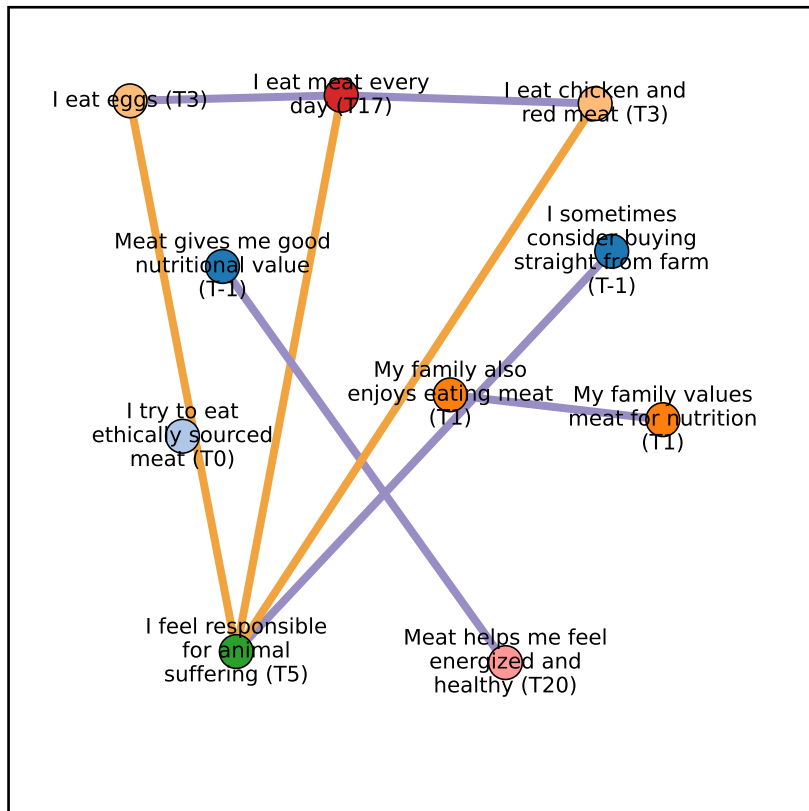 I eat eggs (T3)
I eat meat every
day (T17)
I eat chicken and
red meat (T3)
Meat gives me good
nutritional value
(T-1)
I sometimes
consider buying
straight from farm
(T-1)
My family also
enjoys eating meat
(T1)
My family values
meat for nutrition
(T1)
I try to eat
ethically sourced
meat (T0)
I feel responsible
for animal
suffering (T5)
Meat helps me feel
energized and
healthy (T20)